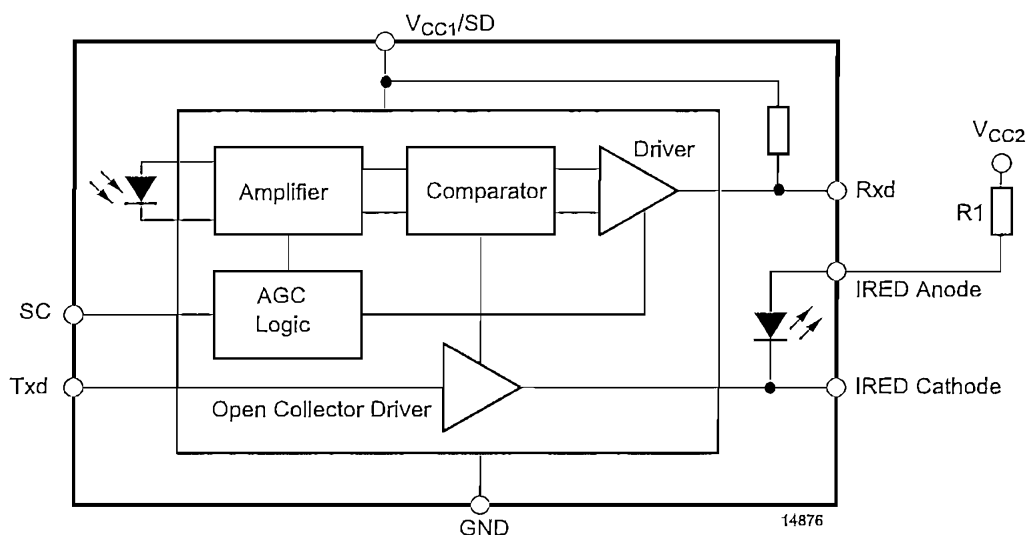 VCC1/SD
Driver
VCC2
Amplifier
Comparator
Rxd
R1
AGC
Logic
SC
IRED Anode
Txd
Open Collector Driver
IRED Cathode
GND
14876